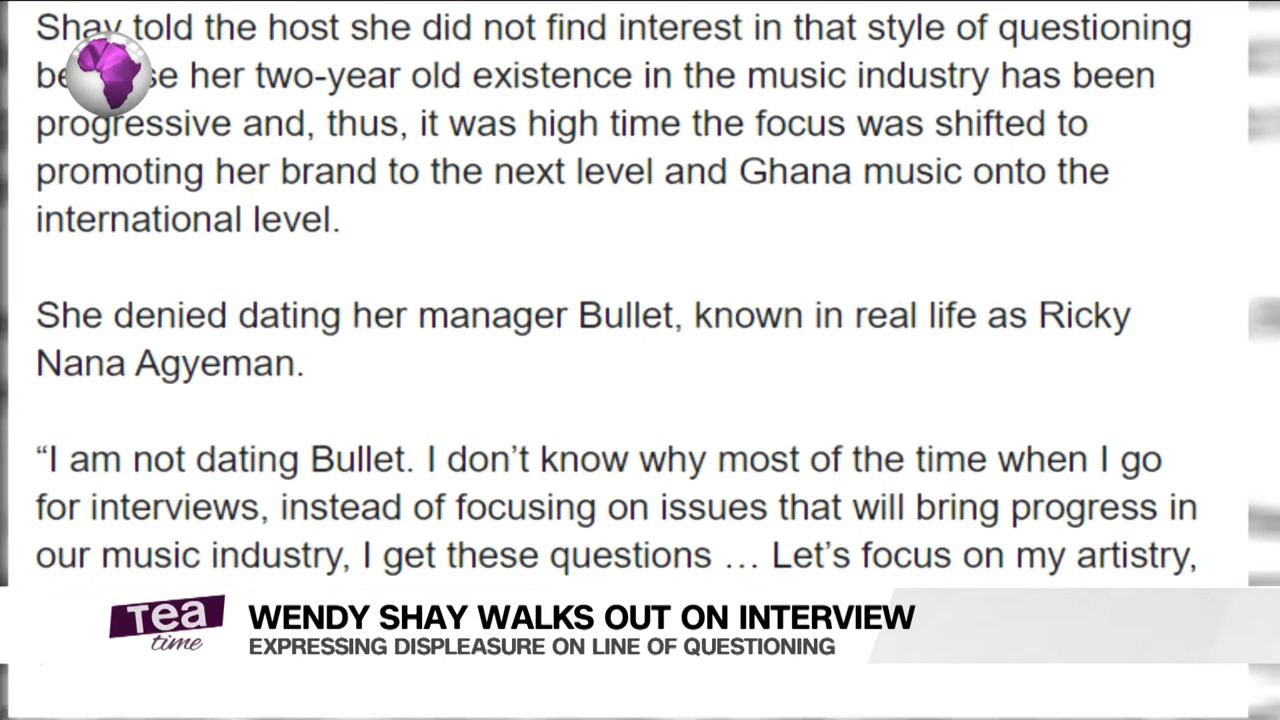 Shay told the host she did not find interest in that style of questioning
her two-year old existence in the music industry has been
progressive and, thus, it was high time the focus was shifted to
promoting her brand to the next level and Ghana music onto the
international level.
She denied dating her manager Bullet, known in real life as Ricky
Nana Agyeman.
“I am not dating Bullet. I don’t know why most of the time when I go
for interviews, instead of focusing on issues that will bring progress in
our music industry, I get these questions … Let’s focus on my artistry,
Tea
time
WENDY SHAY WALKS OUT ON INTERVIEW
EXPRESSING DISPLEASURE ON LINE OF QUESTIONING